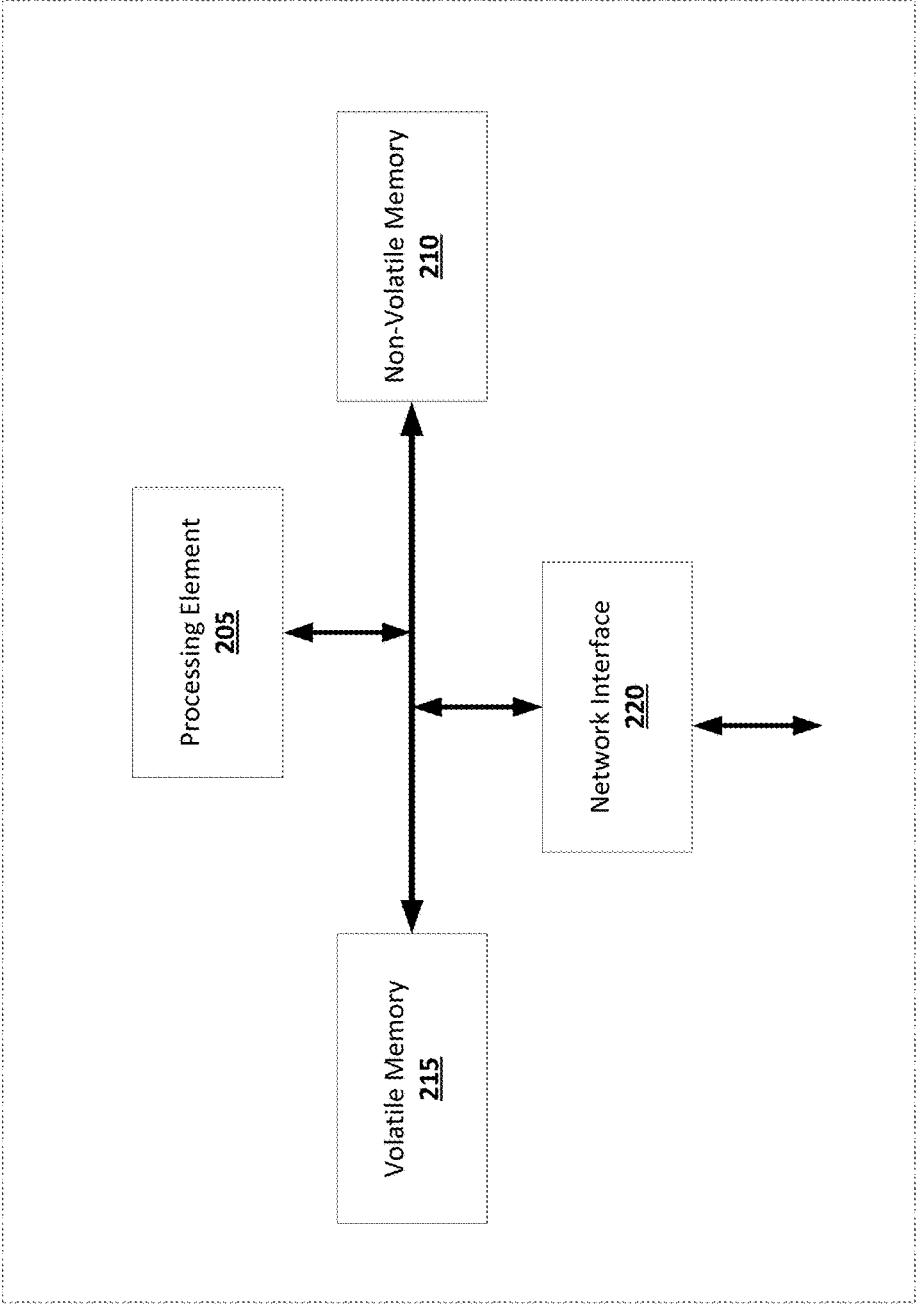 Processing Element
205
Volatile Memory
215
Non-Volatile Memory
210
Network Interface
220